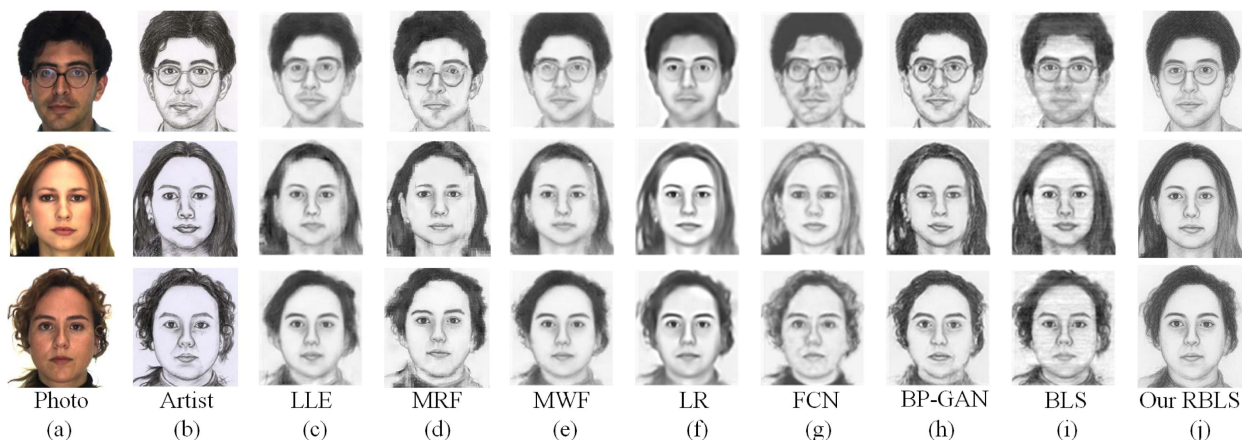 Photo Artist LLE MRF MWF LR FCN BP-GAN BLS Our RBLS
(a) (b) (c) (d) (e) (f) (g) (h) (i) (j)